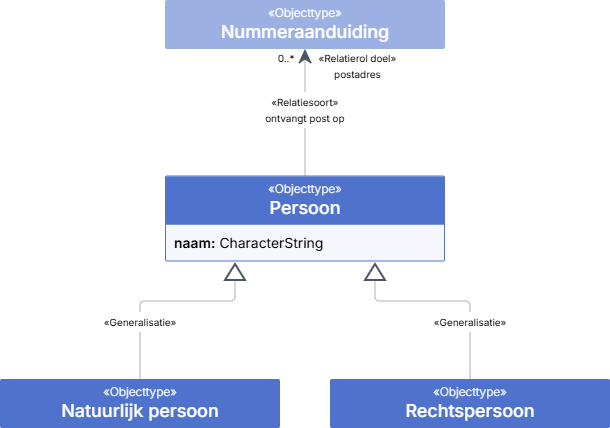 «Objecttype»
Nummeraanduiding
0..* «Relatierol doel»
postadres
«Relatiesoort»
ontvangt post op
«Objecttype»
Persoon
naam: CharacterString
«Generalisatie» «Generalisatie»
«Objecttype» «Objecttype»
Natuurlijk persoon Rechtspersoon